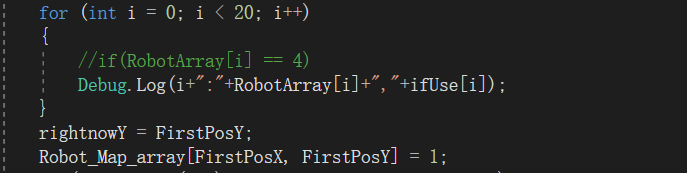 for (int i = 0; i < 20; i++)
{
//if(RobotArray[i] == 4)
Debug.Log(i+":"+RobotArray[i]+","+ifUse[i]);
}
rightnowY = FirstPosY;
Robot_Map_array[FirstPosX, FirstPosY] = 1;